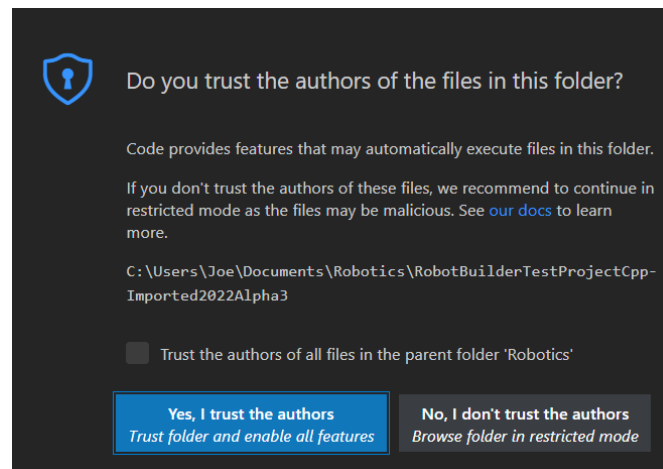 Do you trust the authors of the files in this folder?
Code provides features that may automatically execute files in this folder.
If you don't trust the authors of these files, we recommend to continue in
restricted mode as the files may be malicious. See our docs to learn
more.
C:\Users\Joe\Documents\Robotics\RobotBuilderTestProjectCpp-
Imported2022Alpha3
Trust the authors of all files in the parent folder 'Robotics'
Yes, I trust the authors
Trust folder and enable all features
No, I don't trust the authors
Browse folder in restricted mode